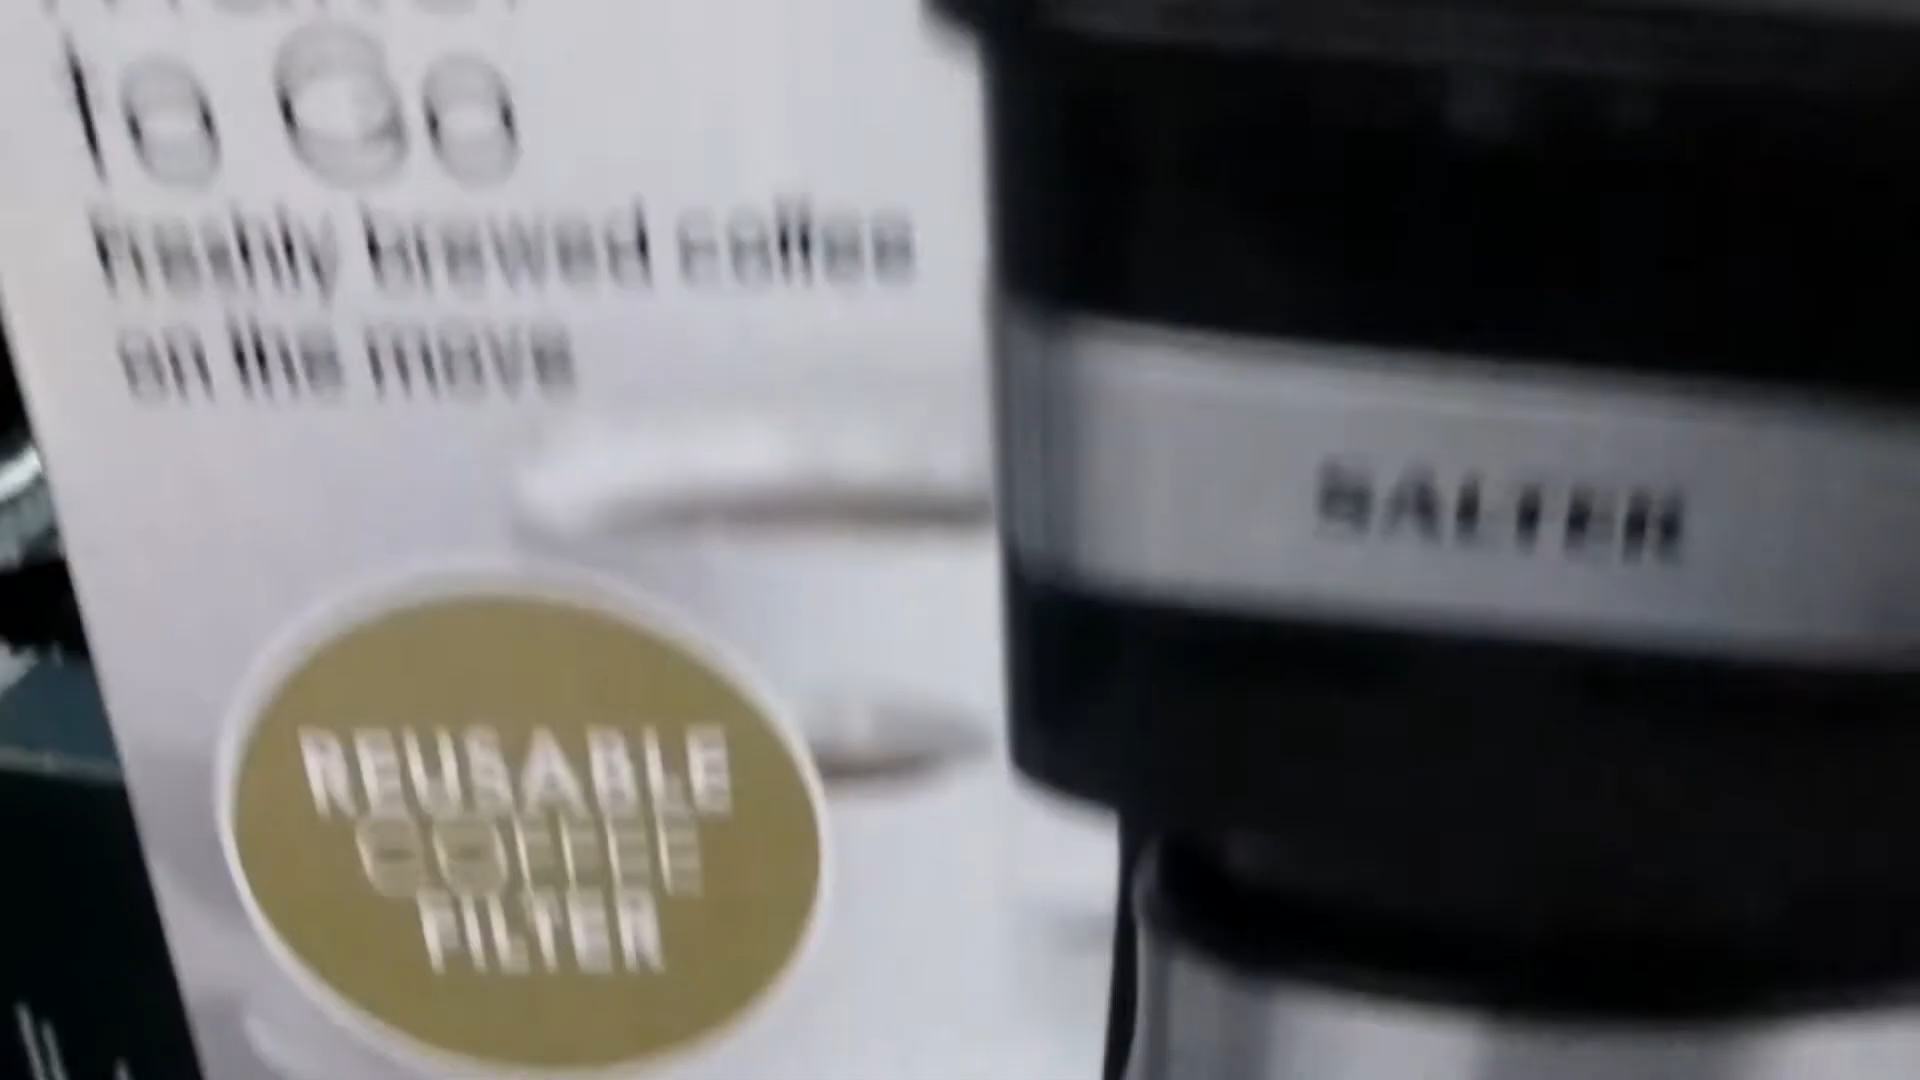 to Go
Freshly brewed coffee
on the move
SALTER
REUSABLE
COFFEE
FILTER